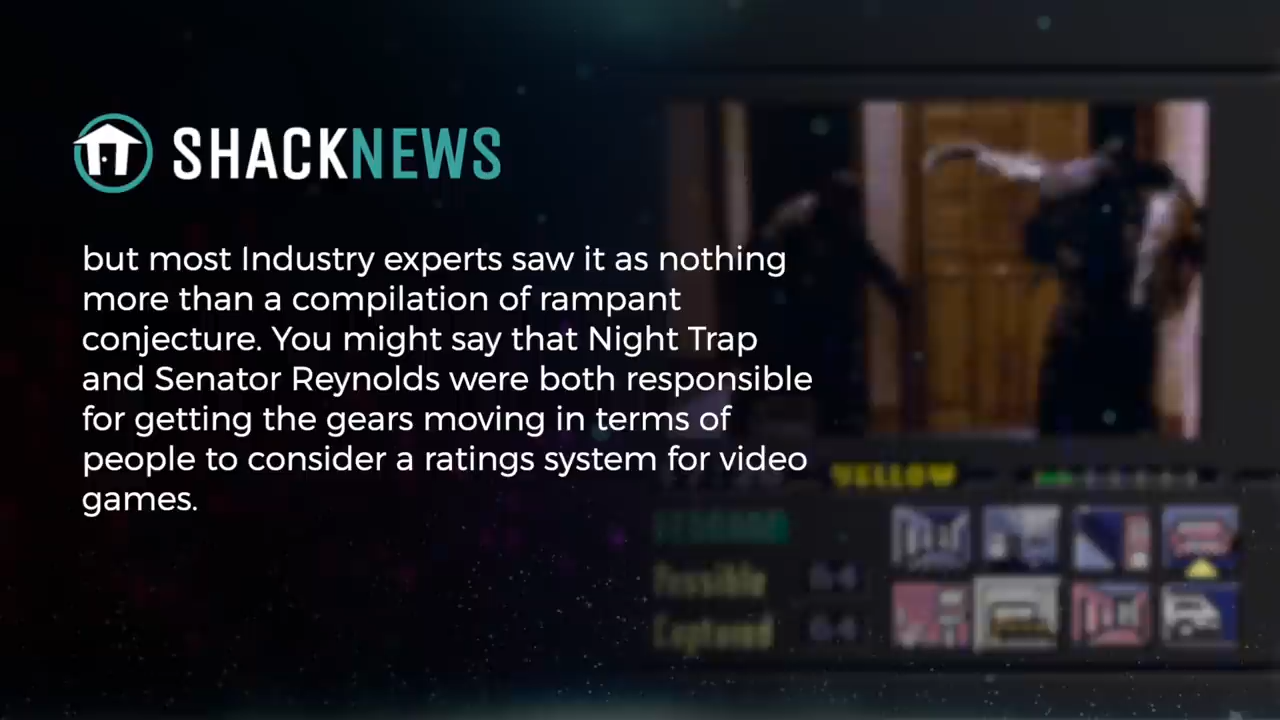 SHACKNEWS
but most Industry experts saw it as nothing
more than a compilation of rampant
conjecture. You might say that Night Trap
and Senator Reynolds were both responsible
for getting the gears moving in terms of
people to consider a ratings system for video
games.
YELLOW
Possible
Captured